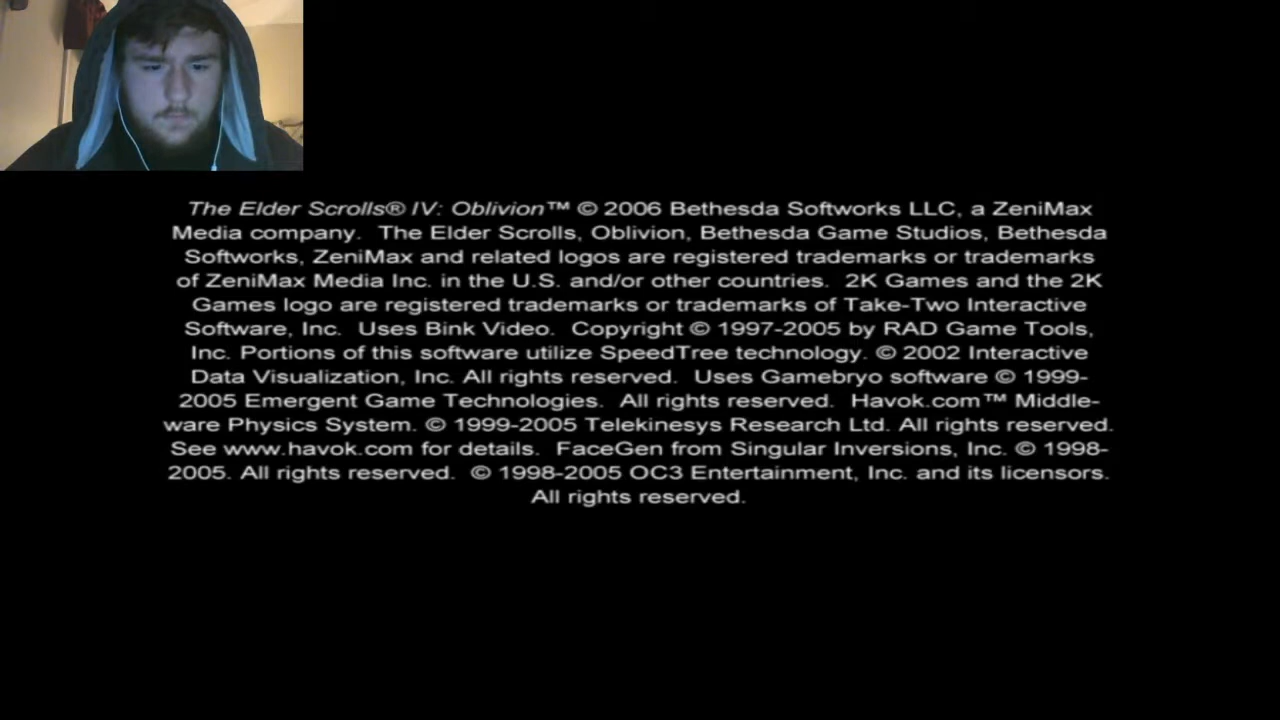 The Elder Scrolls® IV: Oblivion™ © 2006 Bethesda Softworks LLC, a ZeniMax
Media company.  The Elder Scrolls, Oblivion, Bethesda Game Studios, Bethesda
Softworks, ZeniMax and related logos are registered trademarks or trademarks
of ZeniMax Media Inc. in the U.S. and/or other countries.  2K Games and the 2K
Games logo are registered trademarks or trademarks of Take-Two Interactive
Software, Inc.  Uses Bink Video.  Copyright © 1997-2005 by RAD Game Tools,
Inc. Portions of this software utilize SpeedTree technology. © 2002 Interactive
Data Visualization, Inc. All rights reserved.  Uses Gamebryo software © 1999-
2005 Emergent Game Technologies.  All rights reserved.  Havok.com™ Middle-
ware Physics System. © 1999-2005 Telekinesys Research Ltd. All rights reserved.
See www.havok.com for details.  FaceGen from Singular Inversions, Inc. © 1998-
2005. All rights reserved.  © 1998-2005 OC3 Entertainment, Inc. and its licensors.
All rights reserved.